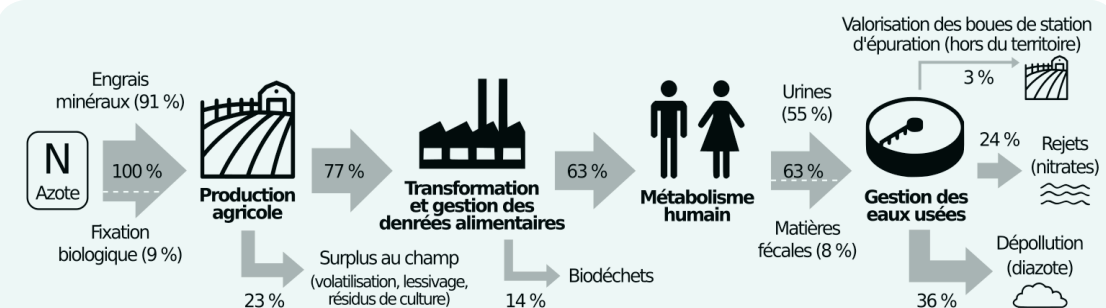 Valorisation des boues de station
d'épuration (hors du territoire)
3 %
Engrais
minéraux (91 %)
N
Azote
100 %
Fixation
biologique (9 %)
Production
agricole
23 %
Surplus au champ
(volatilisation, lessivage,
résidus de culture)
77 %
Transformation
et gestion des
denrées alimentaires
14 %
Biodéchets
63 %
Métabolisme
humain
Urines
(55 %)
63 %
Matières
fécales (8 %)
Gestion des
eaux usées
24 %
Rejets
(nitrates)
36 %
Dépollution
(diazote)